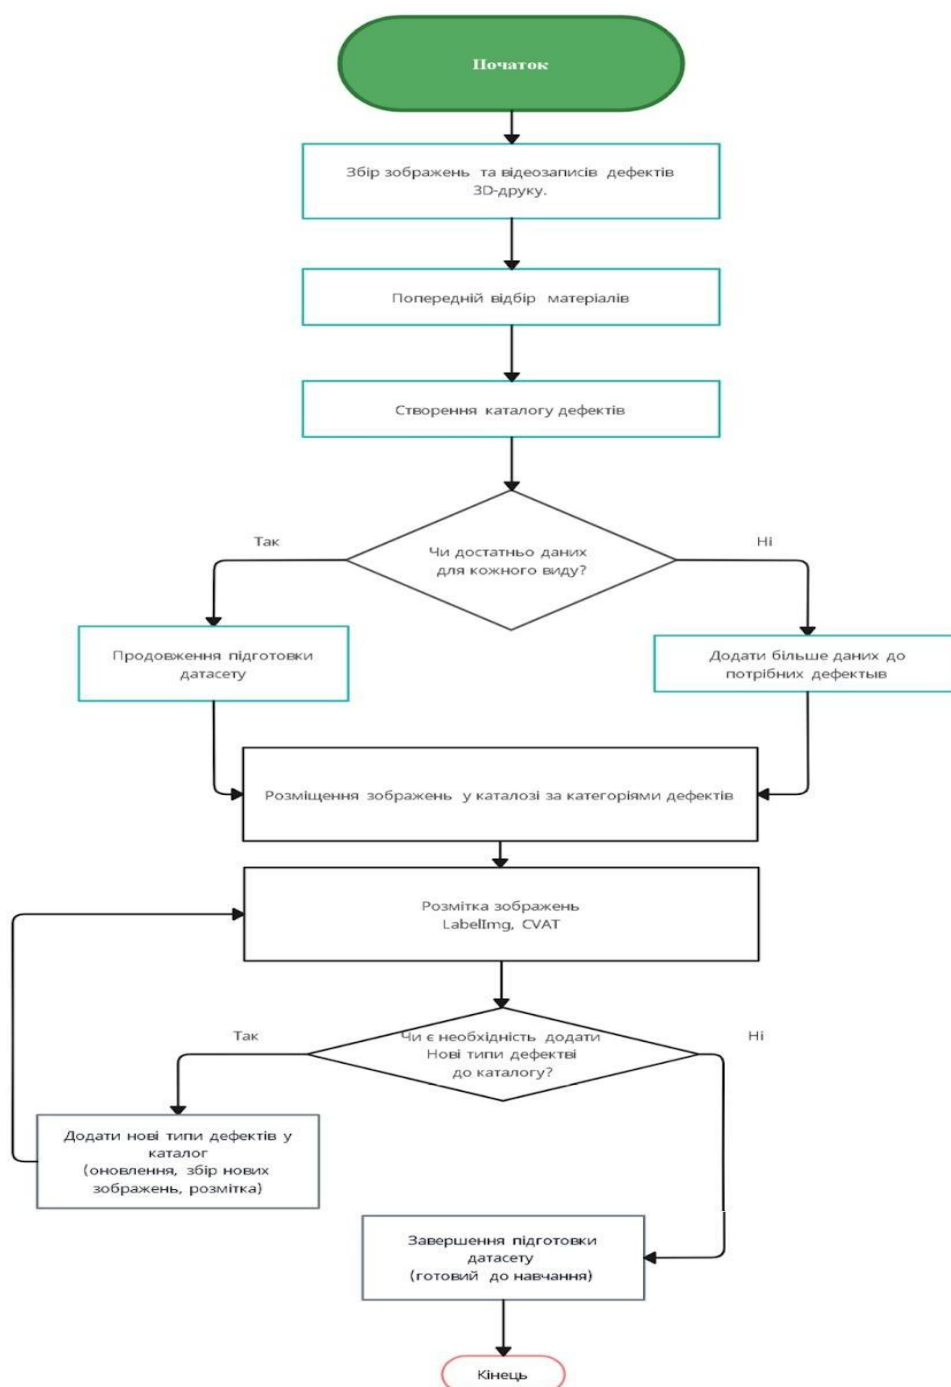 Початок
Збір зображень та відеозаписів дефектів
3D-друку.
Попередній відбір матеріалів
Створення каталогу дефектів
Чи достатньо даних
для кожного виду?
Так
Ні
Продовження підготовки
датасету
Додати більше даних до
потрібних дефектыв
Розміщення зображень у каталозі за категоріями дефектів
Розмітка зображень
LabelImg, CVAT
Чи є необхідність додати
Нові типи дефектві
до каталогу?
Так
Ні
Додати нові типи дефектів у
каталог
(оновлення, збір нових
зображень, розмітка)
Завершення підготовки
датасету
(готовий до навчання)
Кінець